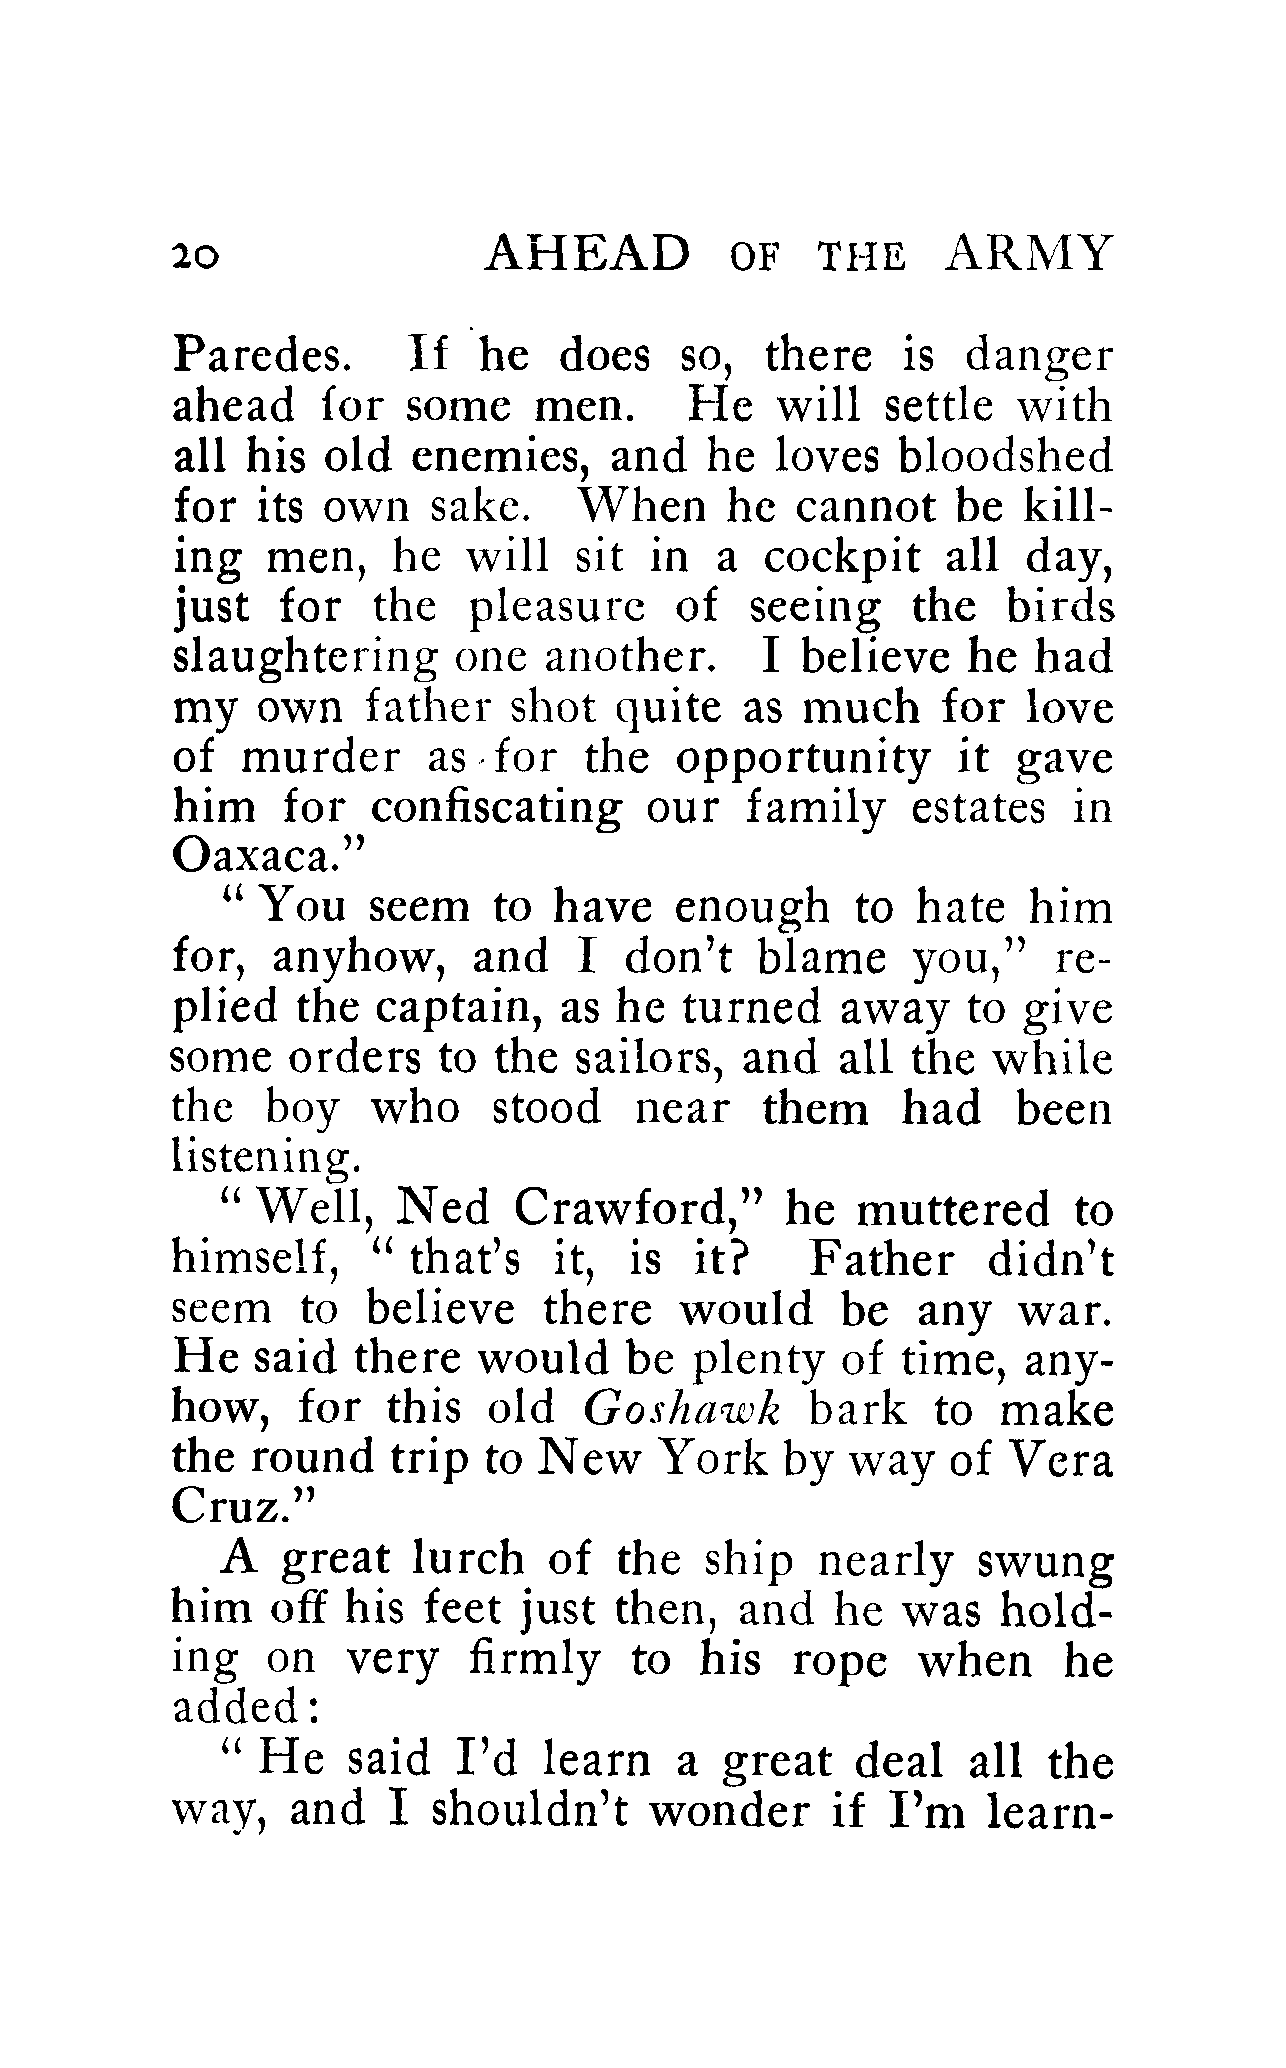 20 AHEAD OF THE ARMY
Paredes. If he does so, there is danger
ahead for some men. He will settle with
all his old enemies, and he loves bloodshed
for its own sake. When he cannot be kill-
ing men, he will sit in a cockpit all day,
just for the pleasure of seeing the birds
slaughtering one another. I believe he had
my own father shot quite as much for love
of murder as for the opportunity it gave
him for confiscating our family estates in
Oaxaca."
" You seem to have enough to hate him
for, anyhow, and I don't blame you," re-
plied the captain, as he turned away to give
some orders to the sailors, and all the while
the boy who stood near them had been
listening.
" Well, Ned Crawford," he muttered to
himself, " that's it, is it? Father didn't
seem to believe there would be any war.
He said there would be plenty of time, any-
how, for this old Goshawk bark to make
the round trip to New York by way of Vera
Cruz."
A great lurch of the ship nearly swung
him off his feet just then, and he was hold-
ing on very firmly to his rope when he
added:
" He said I'd learn a great deal all the
way, and I shouldn't wonder if I'm learn-